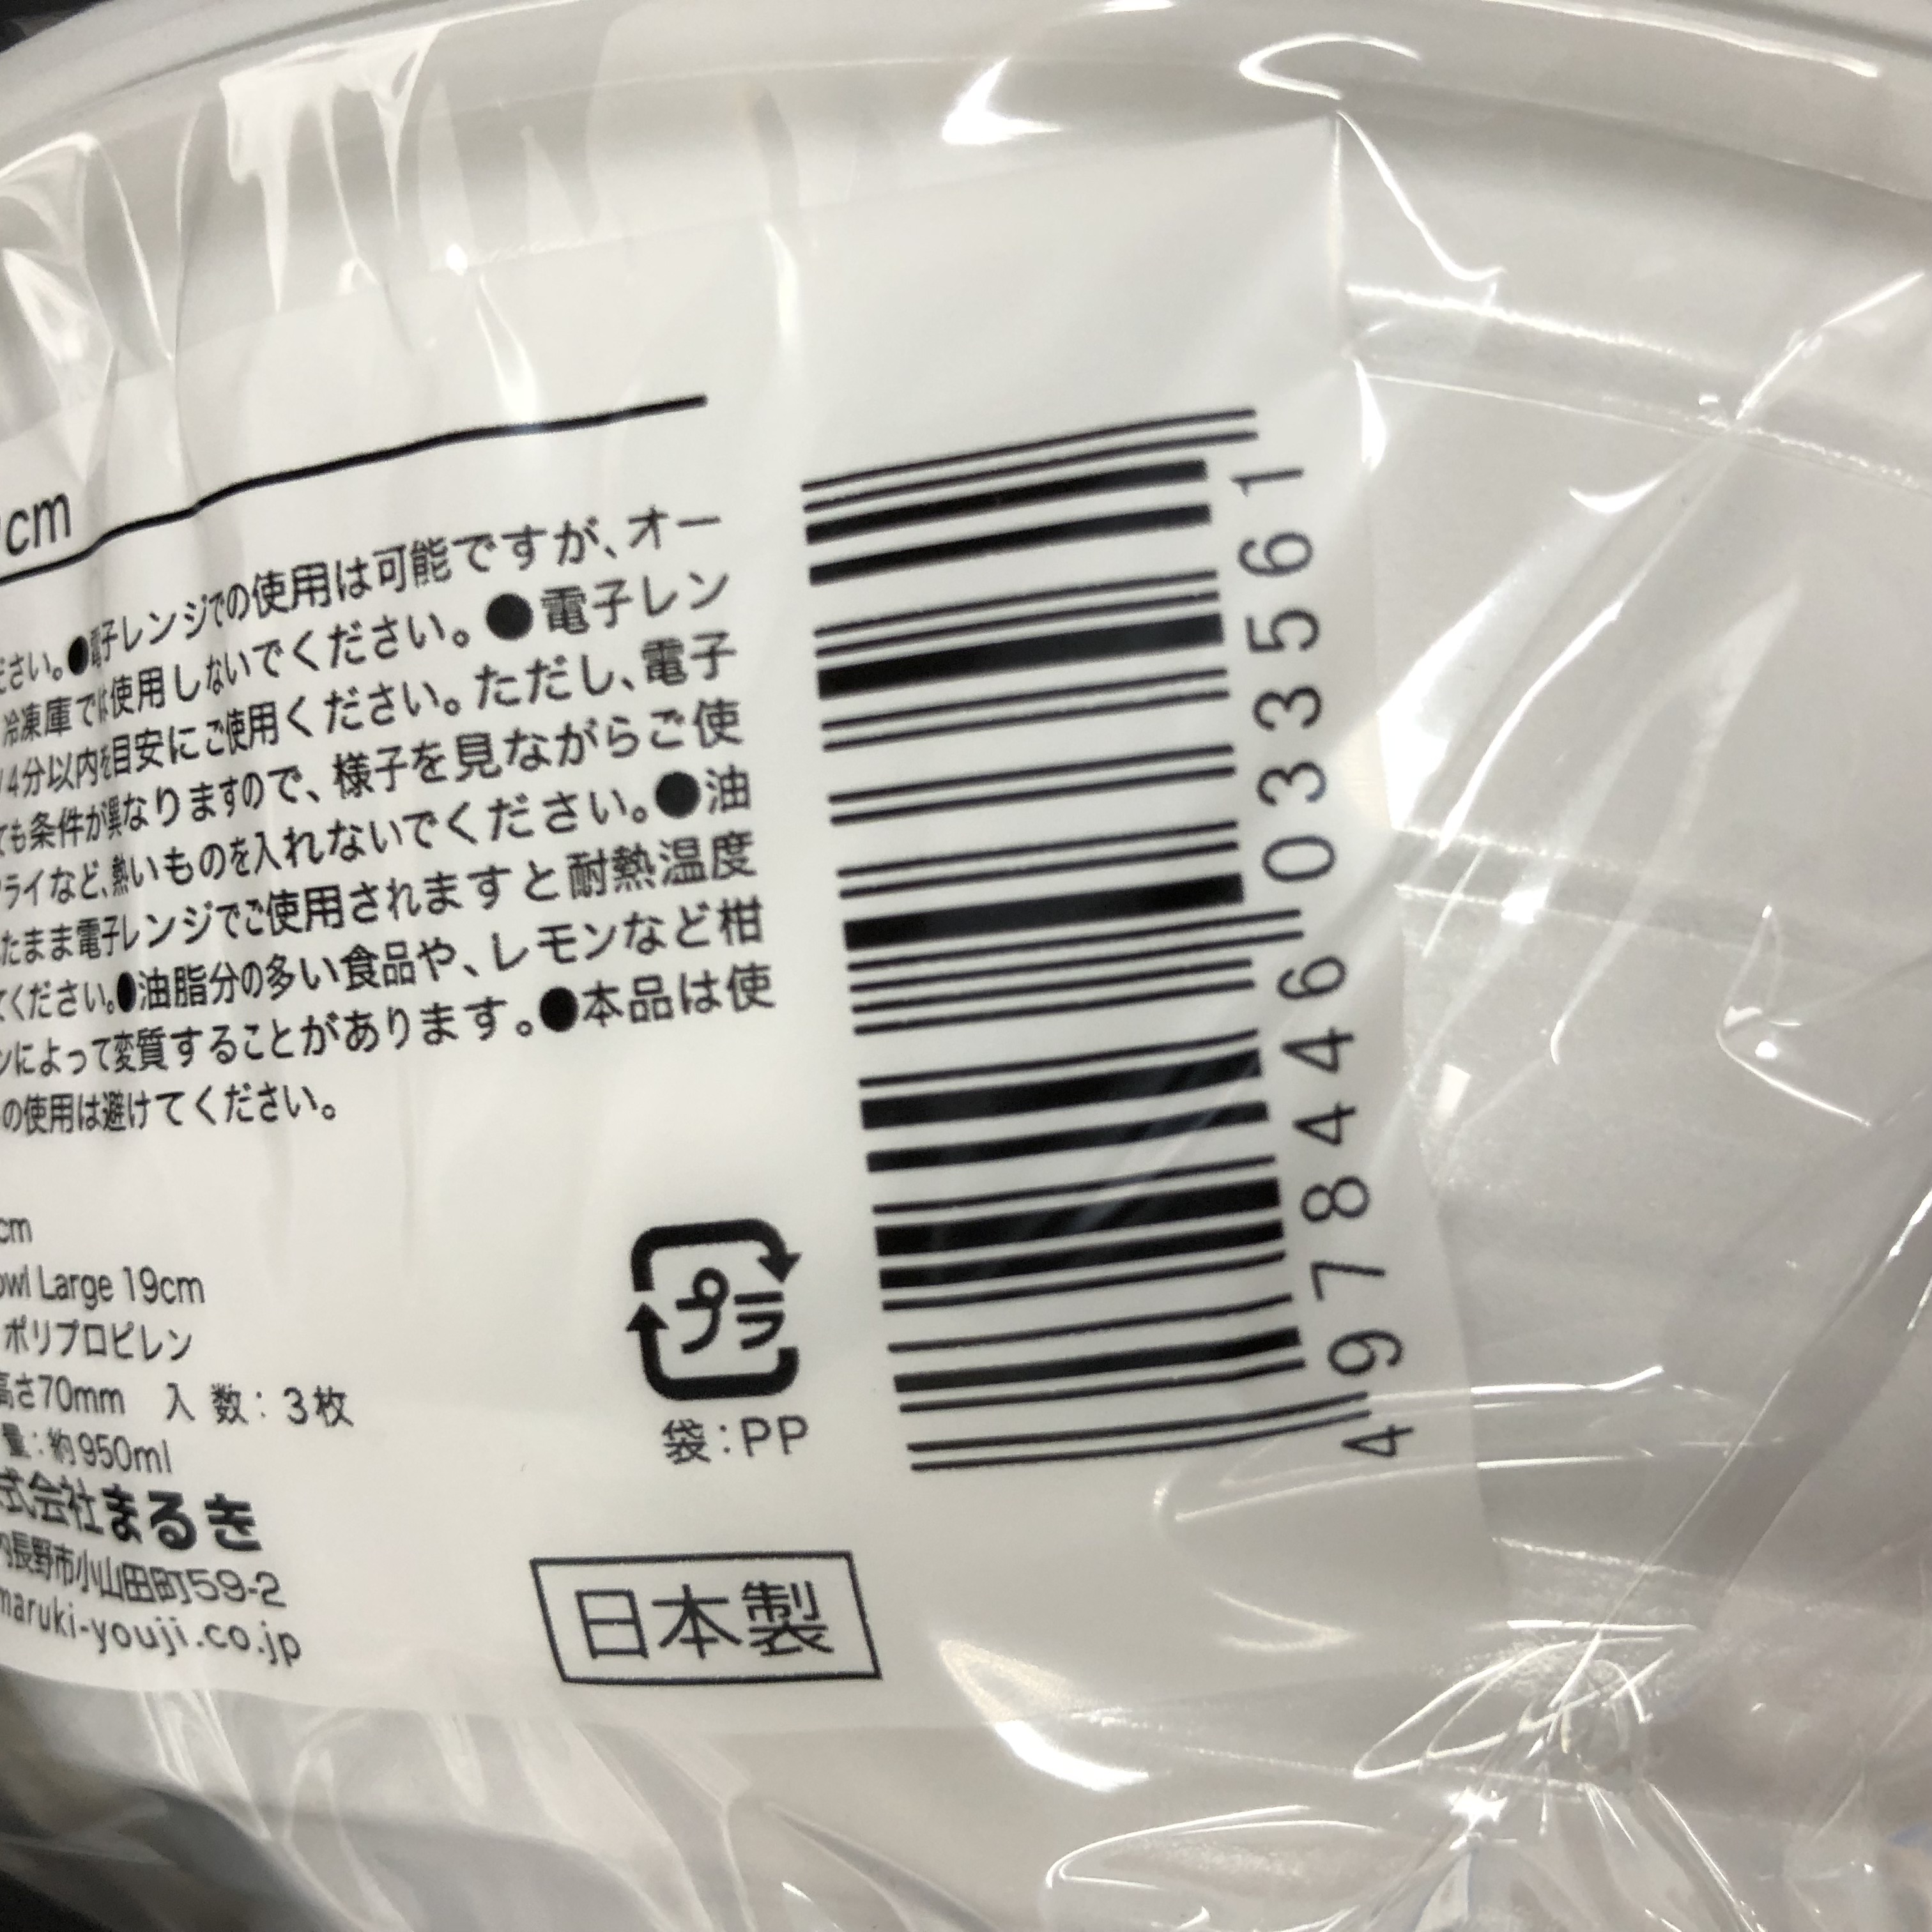 cm
ださい。●電子レンジでの使用は可能ですが、オー
冷凍庫では使用しないでください。●電子レン
4分以内を目安にご使用ください。ただし、電子
ても条件が異なりますので、様子を見ながらご使
フライなど、熱いものを入れないでください。●油
たまま電子レンジでご使用されますと耐熱温度
てください。●油脂分の多い食品や、レモンなど柑
ンによって変質することがあります。●本品は使
の使用は避けてください。
cm
owl Large 19cm
ポリプロピレン
高さ70mm 入数:3枚
量:約950ml
式会社まるき
内長野市小山田町59-2
maruki-youji.co.jp
プラ
袋:PP
日本製
4978446033561